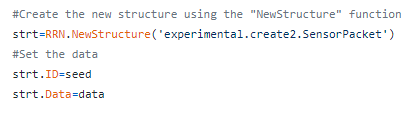 #Create the new structure using the "NewStructure" function
strt=RRN.NewStructure('experimental.create2.SensorPacket')
#Set the data
strt.ID=seed
strt.Data=data